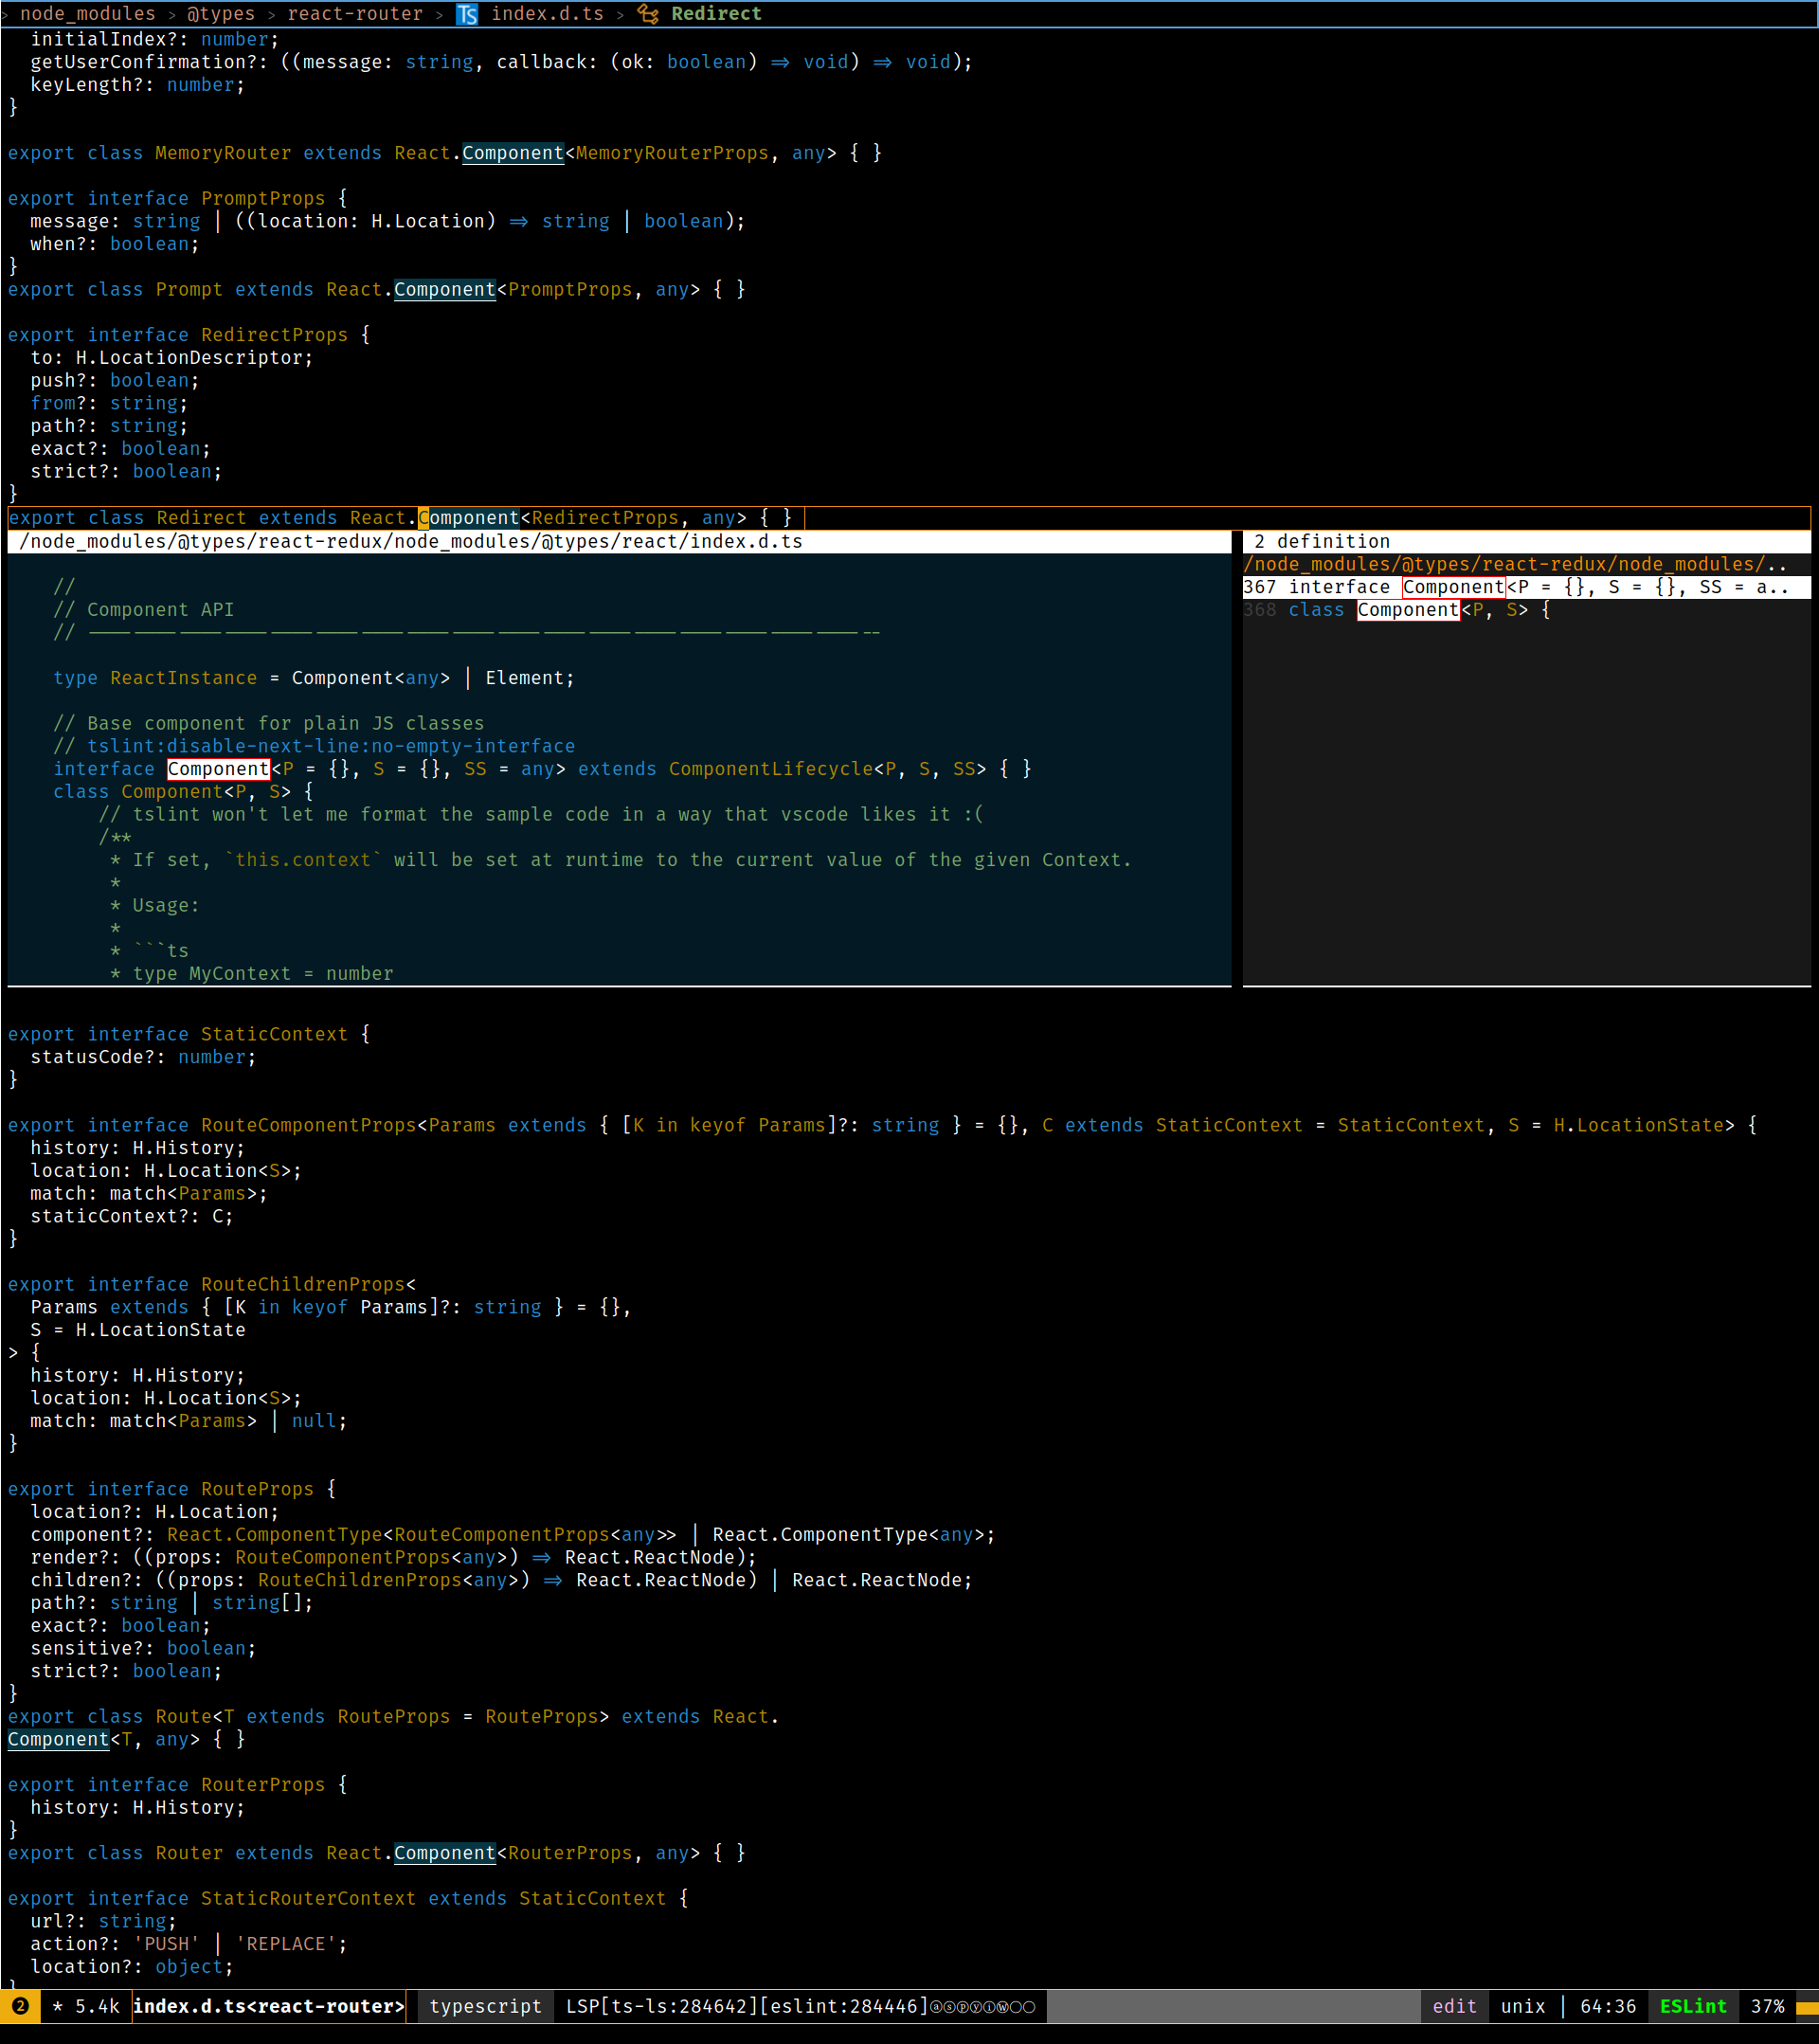 > node_modules > @types > react-router > TS index.d.ts > Redirect
  initialIndex?: number;
  getUserConfirmation?: ((message: string, callback: (ok: boolean) => void) => void);
  keyLength?: number;
}

export class MemoryRouter extends React.Component<MemoryRouterProps, any> { }

export interface PromptProps {
  message: string | ((location: H.Location) => string | boolean);
  when?: boolean;
}
export class Prompt extends React.Component<PromptProps, any> { }

export interface RedirectProps {
  to: H.LocationDescriptor;
  push?: boolean;
  from?: string;
  path?: string;
  exact?: boolean;
  strict?: boolean;
}
export class Redirect extends React.Component<RedirectProps, any> { }
/node_modules/@types/react-redux/node_modules/@types/react/index.d.ts
    //
    // Component API
    // ----------------------------------------------------------------------

    type ReactInstance = Component<any> | Element;

    // Base component for plain JS classes
    // tslint:disable-next-line:no-empty-interface
    interface Component<P = {}, S = {}, SS = any> extends ComponentLifecycle<P, S, SS> { }
    class Component<P, S> {
        // tslint won't let me format the sample code in a way that vscode likes it :(
        /**
         * If set, `this.context` will be set at runtime to the current value of the given Context.
         *
         * Usage:
         *
         * ```ts
         * type MyContext = number
2 definition
/node_modules/@types/react-redux/node_modules/..
367 interface Component<P = {}, S = {}, SS = a..
368 class Component<P, S> {

export interface StaticContext {
  statusCode?: number;
}

export interface RouteComponentProps<Params extends { [K in keyof Params]?: string } = {}, C extends StaticContext = StaticContext, S = H.LocationState> {
  history: H.History;
  location: H.Location<S>;
  match: match<Params>;
  staticContext?: C;
}

export interface RouteChildrenProps<
  Params extends { [K in keyof Params]?: string } = {},
  S = H.LocationState
> {
  history: H.History;
  location: H.Location<S>;
  match: match<Params> | null;
}

export interface RouteProps {
  location?: H.Location;
  component?: React.ComponentType<RouteComponentProps<any>> | React.ComponentType<any>;
  render?: ((props: RouteComponentProps<any>) => React.ReactNode);
  children?: ((props: RouteChildrenProps<any>) => React.ReactNode) | React.ReactNode;
  path?: string | string[];
  exact?: boolean;
  sensitive?: boolean;
  strict?: boolean;
}
export class Route<T extends RouteProps = RouteProps> extends React.
Component<T, any> { }

export interface RouterProps {
  history: H.History;
}
export class Router extends React.Component<RouterProps, any> { }

export interface StaticRouterContext extends StaticContext {
  url?: string;
  action?: 'PUSH' | 'REPLACE';
  location?: object;
}
❷ * 5.4k index.d.ts<react-router> typescript LSP[ts-ls:284642][eslint:284446]ⓐⓢⓟⓨⓘⓦ○○ edit unix | 64:36 ESLint 37%